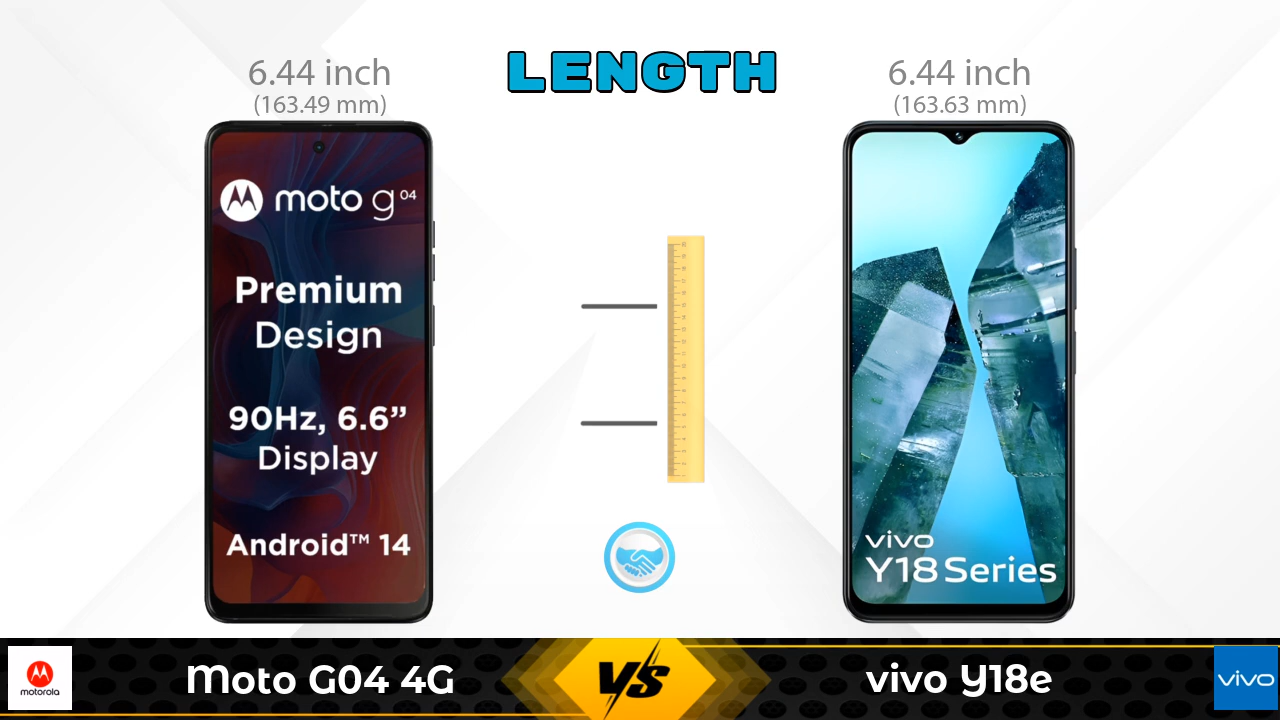 LENGTH
6.44 inch
(163.49 mm)
6.44 inch
(163.63 mm)
moto g04
Premium
Design
90Hz, 6.6”
Display
Android™ 14
vivo
Y18 Series
motorola
Moto G04 4G
VS
vivo Y18e
vivo